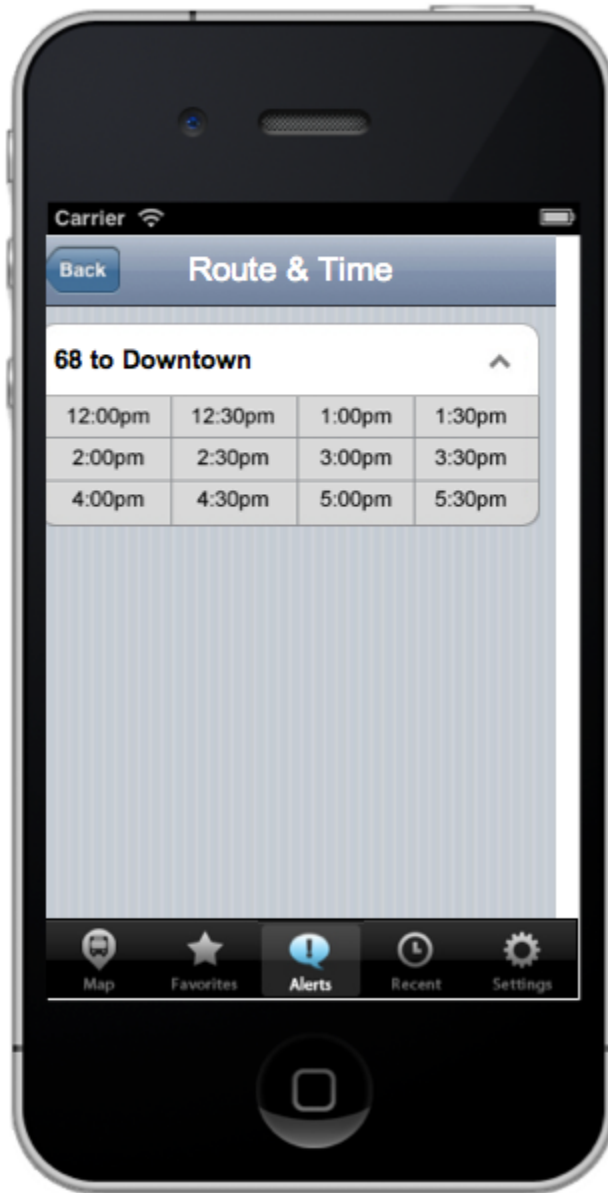 Carrier
Back Route & Time
68 to Downtown
12:00pm 12:30pm 1:00pm 1:30pm
2:00pm 2:30pm 3:00pm 3:30pm
4:00pm 4:30pm 5:00pm 5:30pm
Map Favorites Alerts Recent Settings